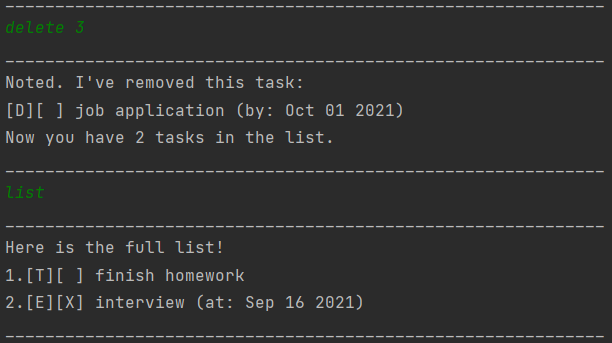 ____________________________________________________________
delete 3
____________________________________________________________
Noted. I've removed this task:
[D][ ] job application (by: Oct 01 2021)
Now you have 2 tasks in the list.
____________________________________________________________
list
____________________________________________________________
Here is the full list!
1.[T][ ] finish homework
2.[E][X] interview (at: Sep 16 2021)
____________________________________________________________